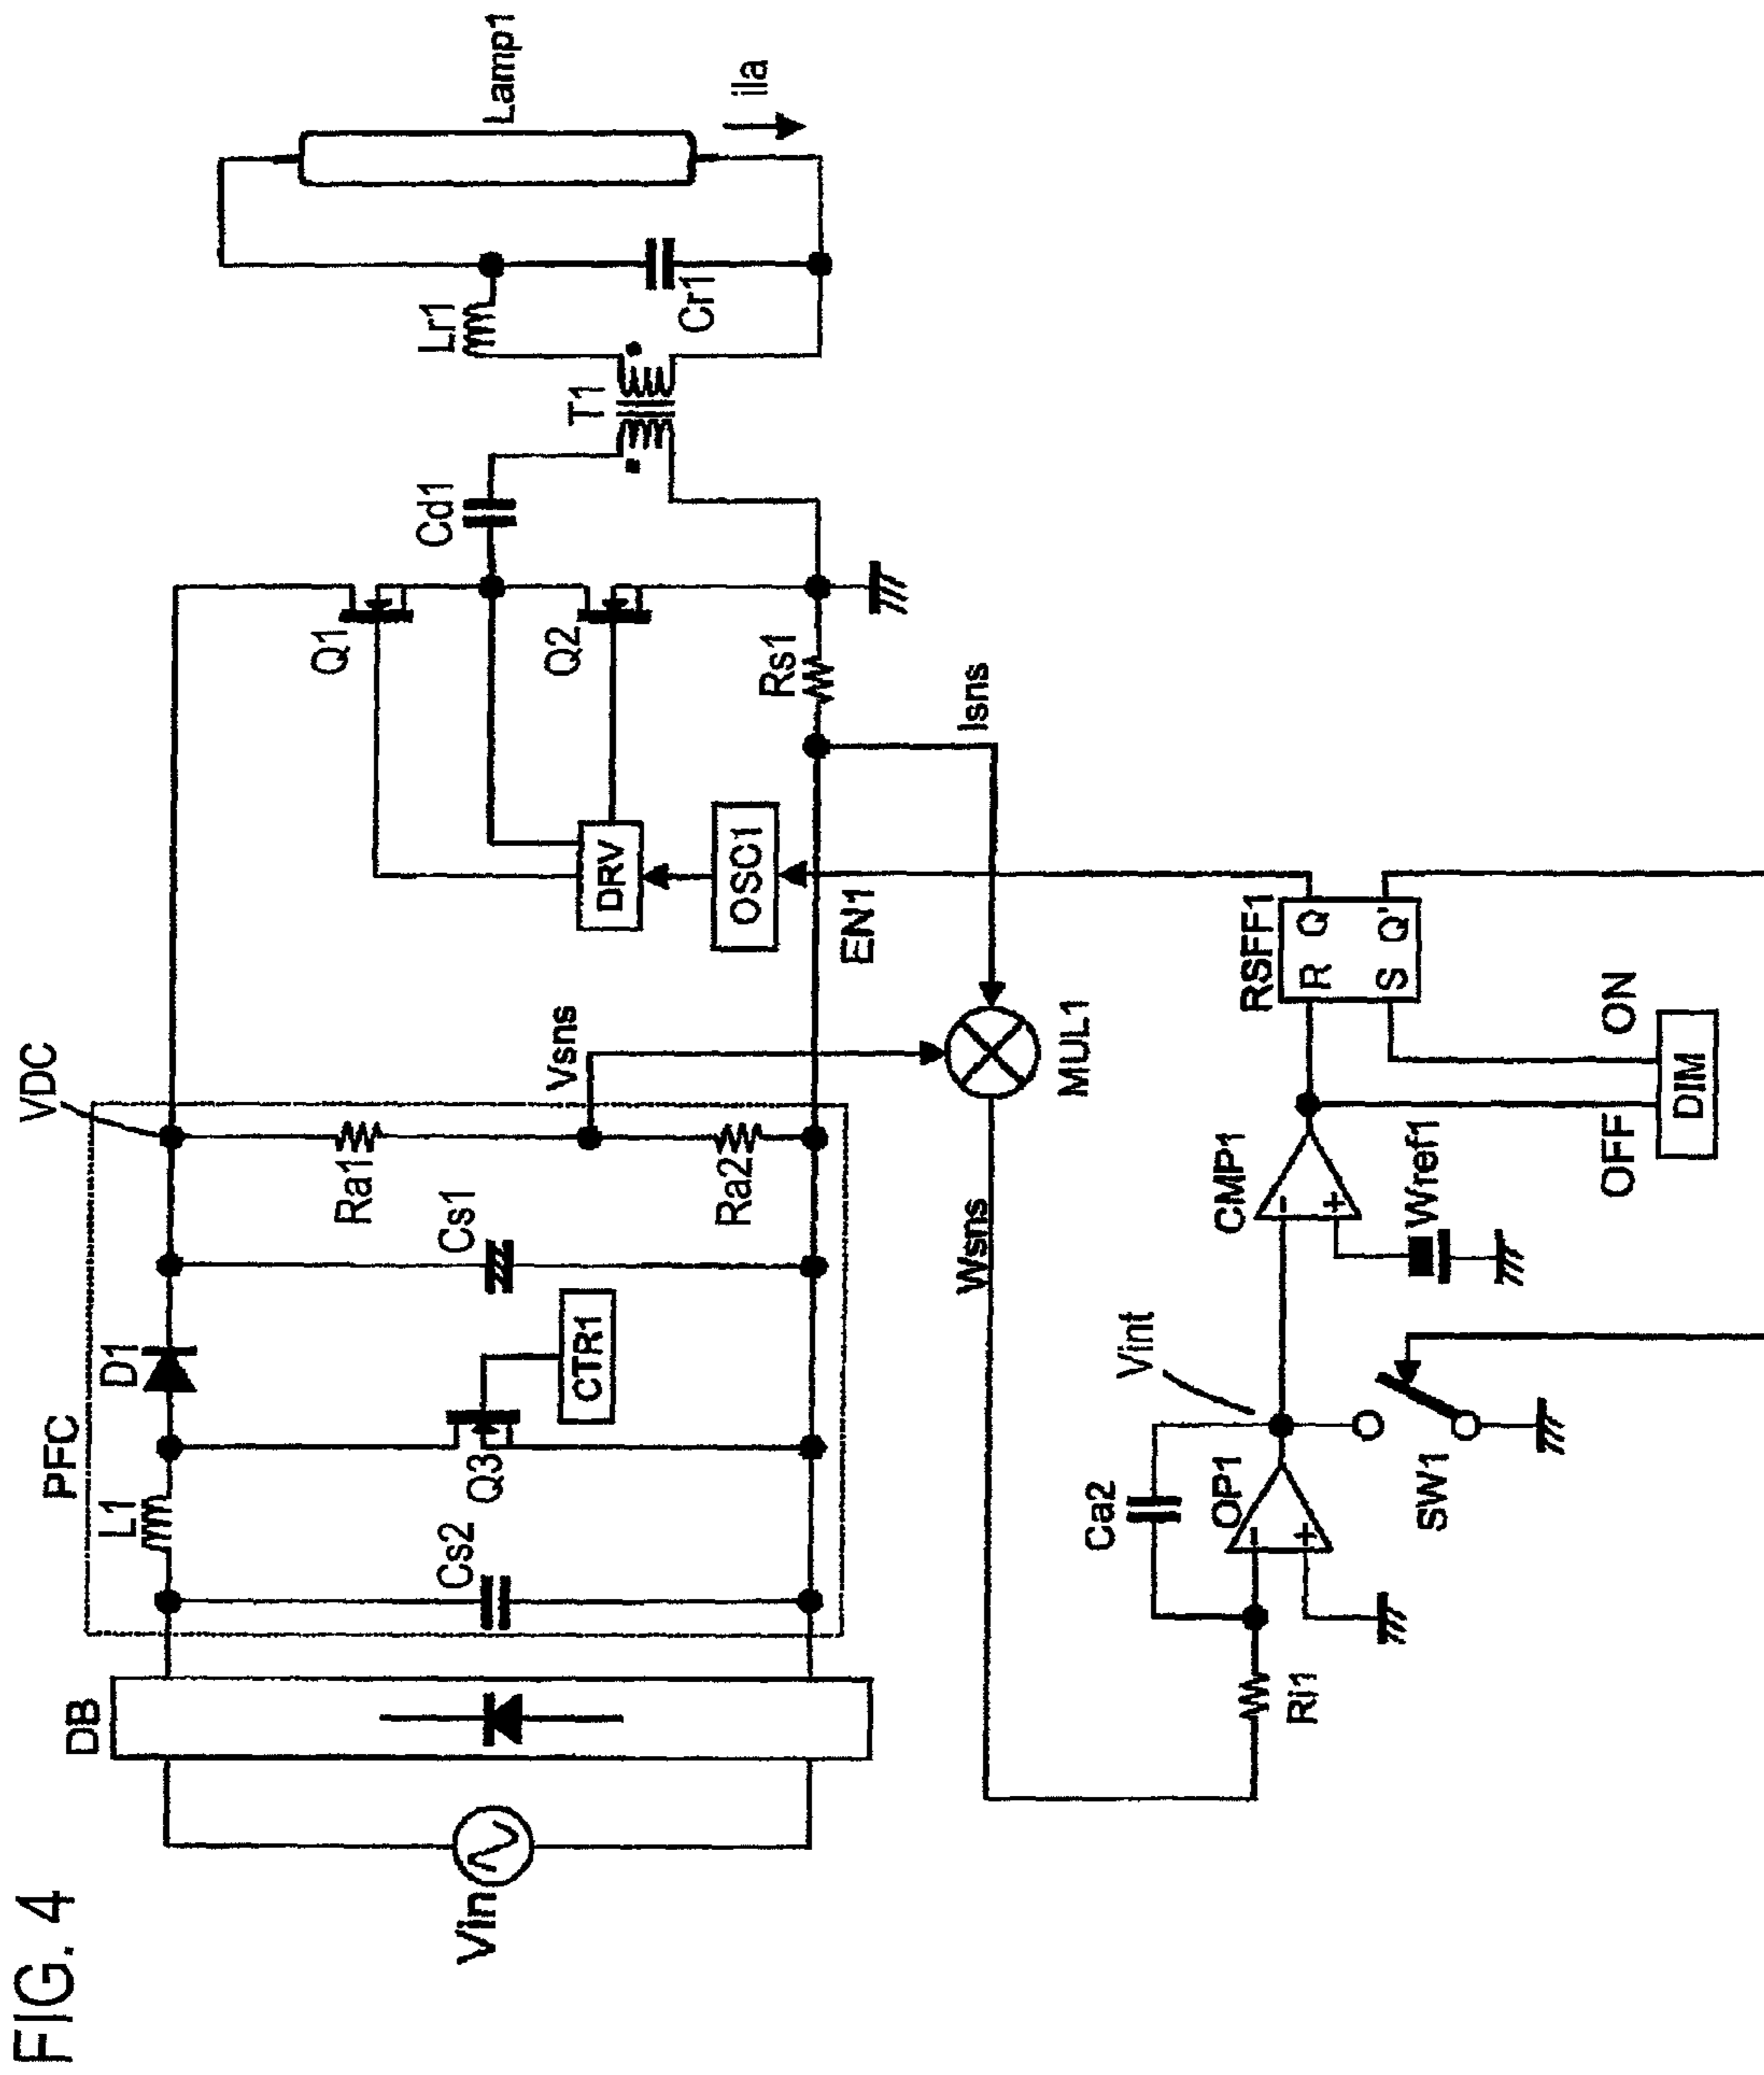 FIG. 4
Vin
DB
PFC
L1
D1
VDC
Cs2
Q3
CTR1
Cs1
Ra1
Ra2
Vsns
Q1
Q2
DRV
OSC1
EN1
Rs1
Isns
Cd1
T1
Lr1
Cr1
Lamp1
ila
MUL1
Wsns
Ri1
Ca2
OP1
- +
Vint
SW1
CMP1
- +
Wref1
RSFF1
R Q
S Q'
OFF ON
DIM